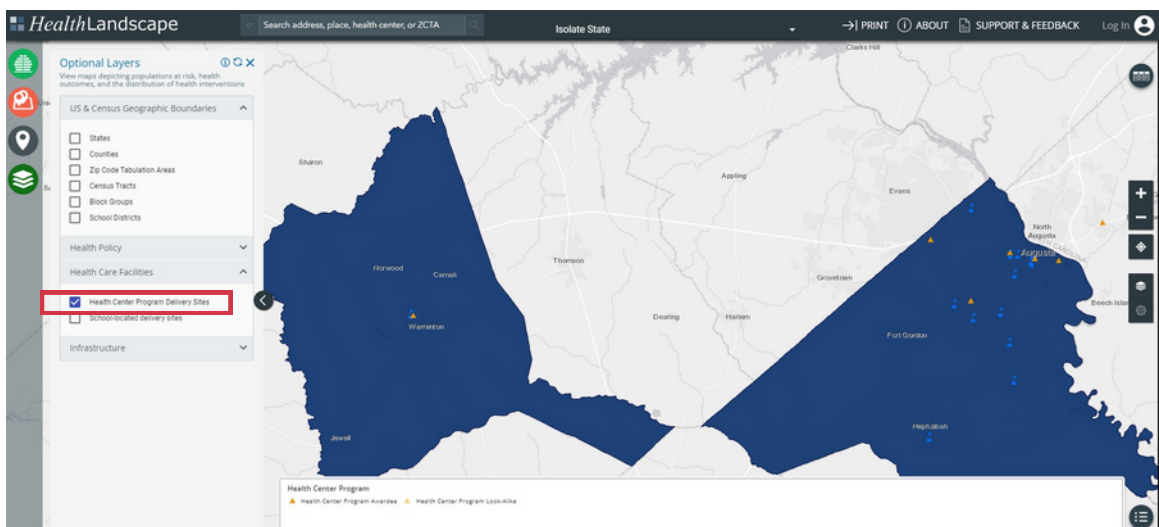 HealthLandscape
Search address, place, health center, or ZCTA
Isolate State
PRINT
ABOUT
SUPPORT & FEEDBACK
Log In
Optional Layers
View maps depicting populations at risk, health
outcomes, and the distribution of health interventions
US & Census Geographic Boundaries
States
Counties
Zip Code Tabulation Areas
Census Tracts
Block Groups
School Districts
Health Policy
Health Care Facilities
Health Center Program Delivery Sites
School-located delivery sites
Infrastructure
Clarks Hill
Sharon
Appling
Evans
North
Augusta
Augusta
Norwood
Camak
Thomson
Grovetown
Warrenton
Dearing
Harlem
Fort Gordon
Jewell
Hephzibah
Health Center Program
Health Center Program Awardee
Health Center Program Look-Alike